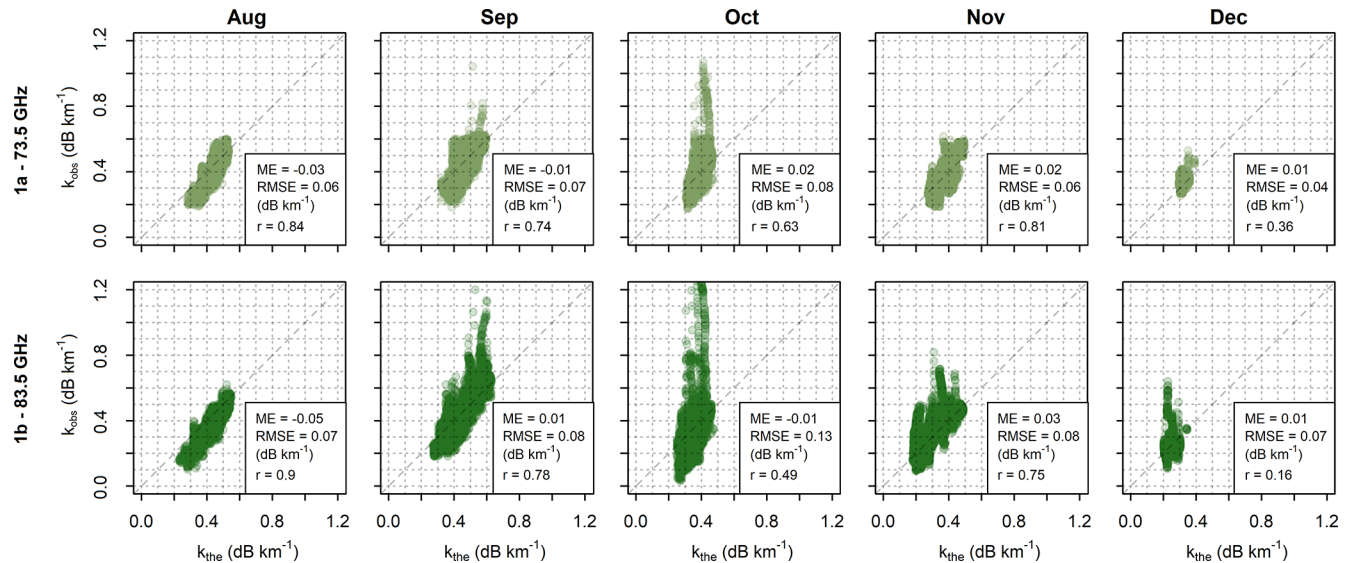 Aug Sep Oct Nov Dec
1a - 73.5 GHz
k_obs (dB km⁻¹)
1.2
0.8
0.4
0.0
ME = -0.03
RMSE = 0.06
(dB km⁻¹)
r = 0.84
ME = -0.01
RMSE = 0.07
(dB km⁻¹)
r = 0.74
ME = 0.02
RMSE = 0.08
(dB km⁻¹)
r = 0.63
ME = 0.02
RMSE = 0.06
(dB km⁻¹)
r = 0.81
ME = 0.01
RMSE = 0.04
(dB km⁻¹)
r = 0.36
1b - 83.5 GHz
k_obs (dB km⁻¹)
1.2
0.8
0.4
0.0
ME = -0.05
RMSE = 0.07
(dB km⁻¹)
r = 0.9
ME = 0.01
RMSE = 0.08
(dB km⁻¹)
r = 0.78
ME = -0.01
RMSE = 0.13
(dB km⁻¹)
r = 0.49
ME = 0.03
RMSE = 0.08
(dB km⁻¹)
r = 0.75
ME = 0.01
RMSE = 0.07
(dB km⁻¹)
r = 0.16
0.0 0.4 0.8 1.2 0.0 0.4 0.8 1.2 0.0 0.4 0.8 1.2 0.0 0.4 0.8 1.2 0.0 0.4 0.8 1.2
k_the (dB km⁻¹) k_the (dB km⁻¹) k_the (dB km⁻¹) k_the (dB km⁻¹) k_the (dB km⁻¹)